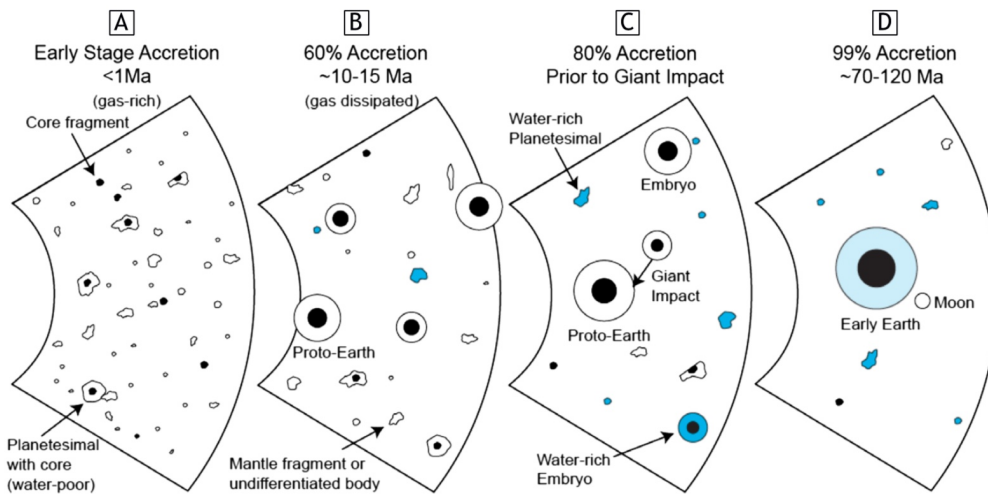 A
Early Stage Accretion
<1Ma
(gas-rich)
Core fragment
Planetesimal
with core
(water-poor)
B
60% Accretion
~10-15 Ma
(gas dissipated)
Proto-Earth
Mantle fragment or
undifferentiated body
C
80% Accretion
Prior to Giant Impact
Water-rich
Planetesimal
Embryo
Giant
Impact
Proto-Earth
Water-rich
Embryo
D
99% Accretion
~70-120 Ma
Moon
Early Earth